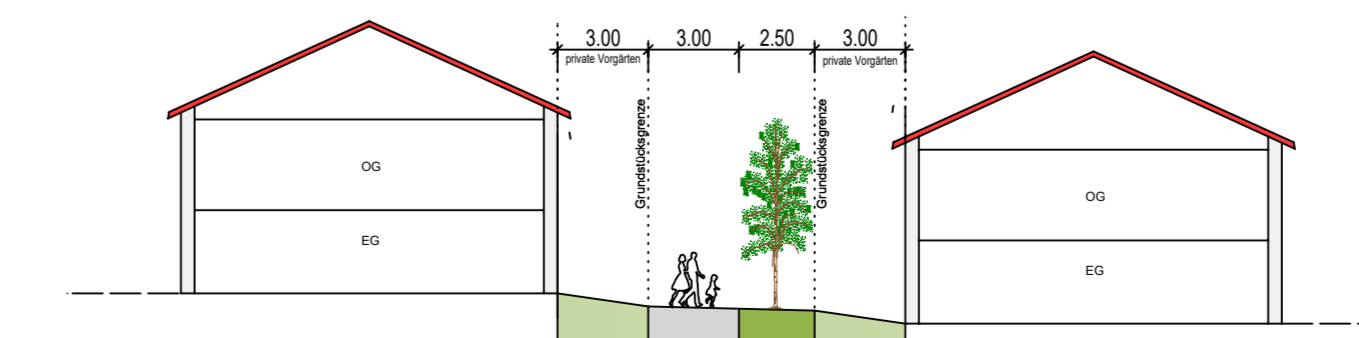 3.00 3.00 2.50 3.00
private Vorgärten private Vorgärten
Grundstücksgrenze
Grundstücksgrenze
OG
EG
OG
EG